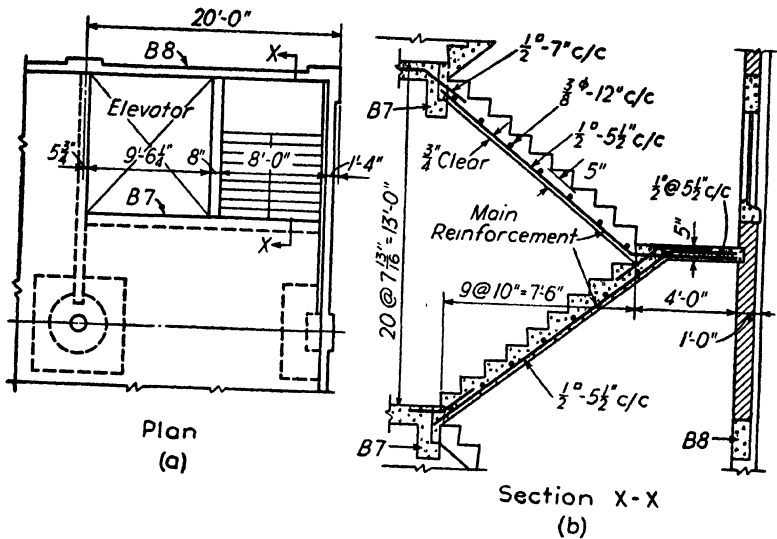 20'-0"
X
B8
Elevator
5 3/4"
9'-6 1/4"
8"
8'-0"
1'-4"
B7
X
Plan
(a)
1/2□-7" c/c
3/8ϕ-12" c/c
1/2□-5 1/2" c/c
B7
3/4" Clear
5"
1/2□ @ 5 1/2" c/c
Main
Reinforcement
5"
20 @ 7 13/16" = 13'-0"
9 @ 10" = 7'-6"
4'-0"
1'-0"
1/2□-5 1/2" c/c
B7
B8
Section X-X
(b)